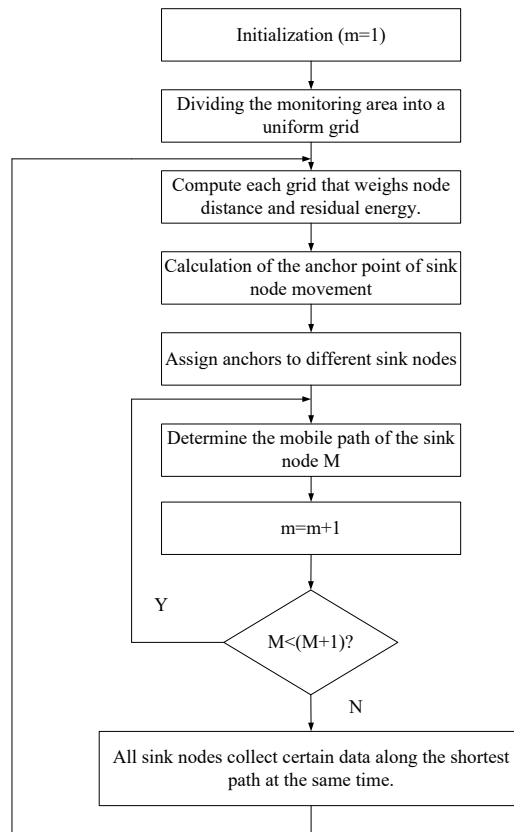 Initialization (m=1)
Dividing the monitoring area into a
uniform grid
Compute each grid that weighs node
distance and residual energy.
Calculation of the anchor point of sink
node movement
Assign anchors to different sink nodes
Determine the mobile path of the sink
node M
m=m+1
Y
M<(M+1)?
N
All sink nodes collect certain data along the shortest
path at the same time.